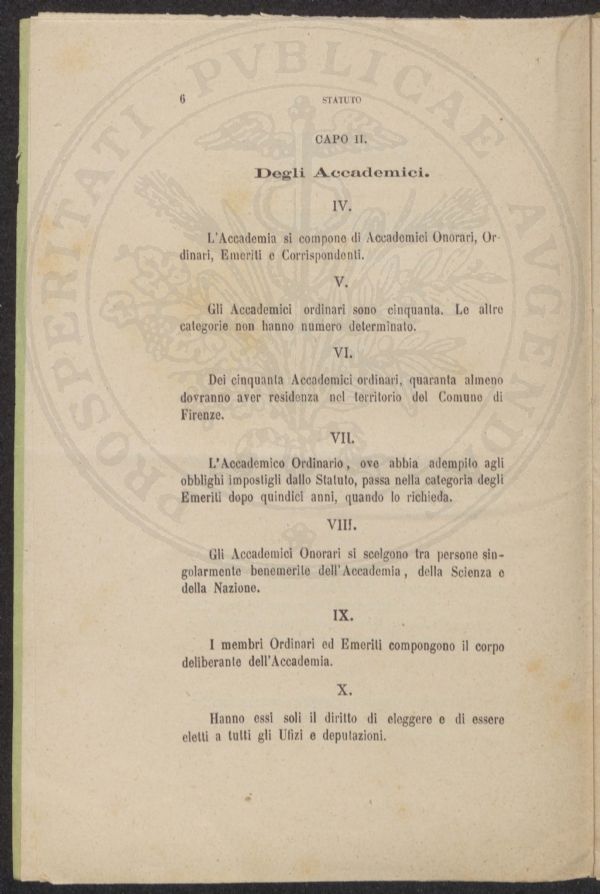 6
STATUTO
CAPO II.
Degli Accademici.
IV.
L'Accademia si compone di Accademici Onorari, Or-
dinari, Emeriti e Corrispondenti.
V.
Gli Accademici ordinari sono cinquanta. Le altre
categorie non hanno numero determinato.
VI.
Dei cinquanta Accademici ordinari, quaranta almeno
dovranno aver residenza nel territorio del Comune di
Firenze.
VII.
L'Accademico Ordinario, ove abbia adempito agli
obblighi impostigli dallo Statuto, passa nella categoria degli
Emeriti dopo quindici anni, quando lo richieda.
VIII.
Gli Accademici Onorari si scelgono tra persone sin-
golarmente benemerite dell'Accademia, della Scienza e
della Nazione.
IX.
I membri Ordinari ed Emeriti compongono il corpo
deliberante dell'Accademia.
X.
Hanno essi soli il diritto di eleggere e di essere
eletti a tutti gli Ufizi e deputazioni.
PROSPERITATI PVBLICAE AVGENDAE